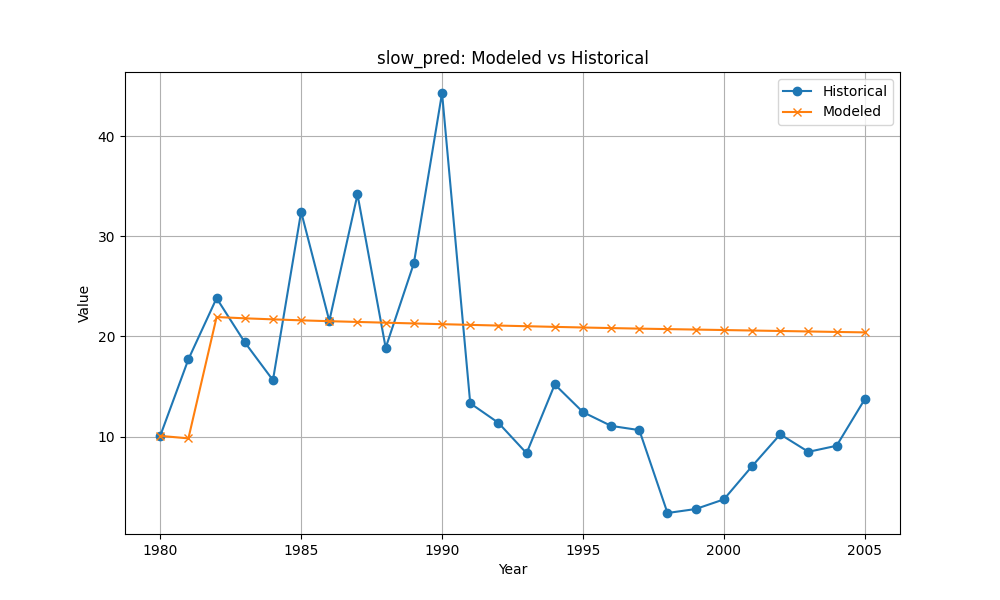 slow_pred: Modeled vs Historical
Historical
Modeled
Value
40
30
20
10
1980 1985 1990 1995 2000 2005
Year